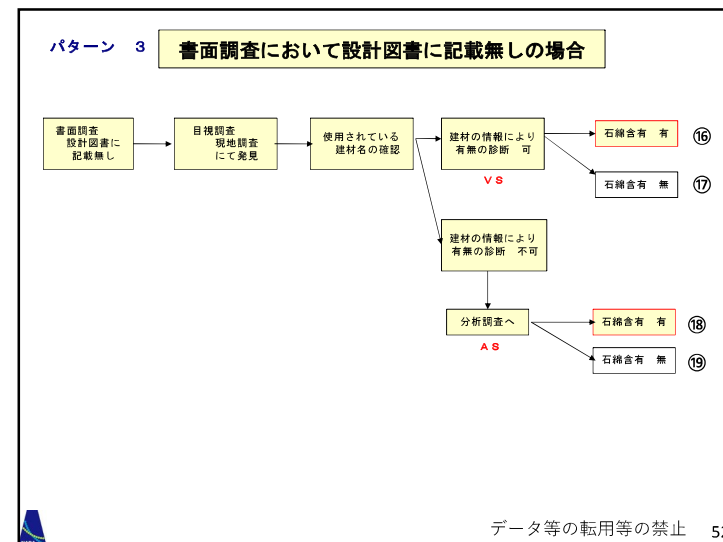 パターン 3
書面調査において設計図書に記載無しの場合
書面調査
設計図書に
記載無し
目視調査
現地調査
にて発見
使用されている
建材名の確認
建材の情報により
有無の診断 可
VS
石綿含有 有
⑯
石綿含有 無
⑰
建材の情報により
有無の診断 不可
分析調査へ
AS
石綿含有 有
⑱
石綿含有 無
⑲
データ等の転用等の禁止